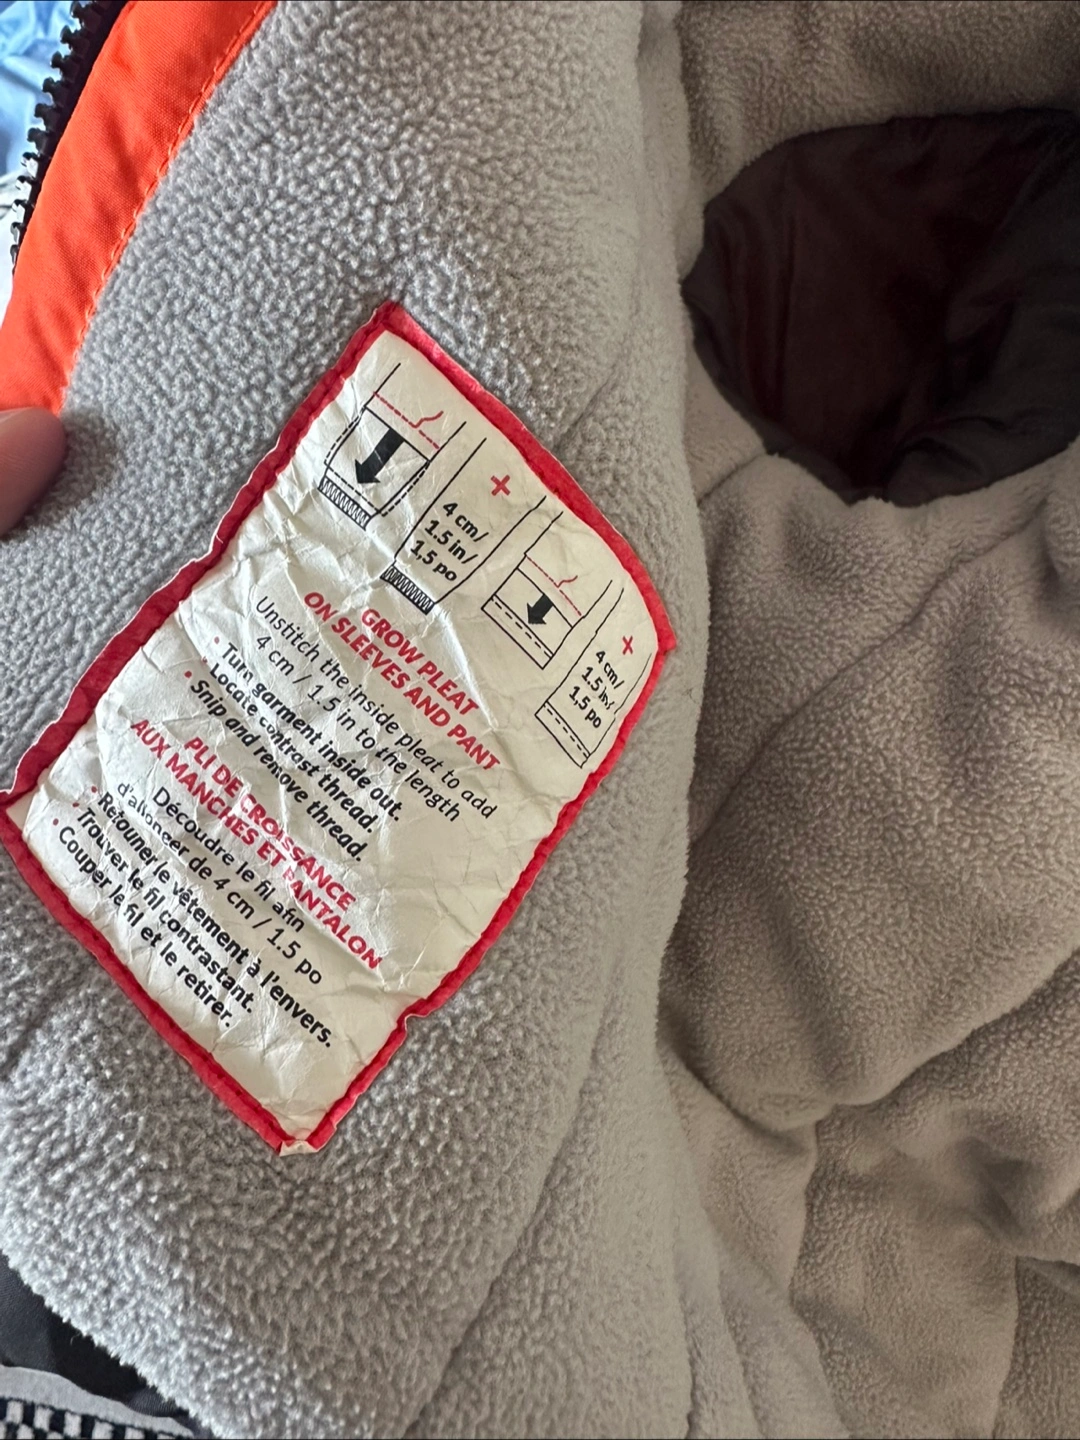 +
4 cm/
1.5 in/
1,5 po
+
4 cm/
1.5 in/
1,5 po
GROW PLEAT
ON SLEEVES AND PANT
Unstitch the inside pleat to add
4 cm / 1.5 in to the length
• Turn garment inside out.
• Locate contrast thread.
• Snip and remove thread.
PLI DE CROISSANCE
AUX MANCHES ET PANTALON
Découdre le fil afin
d'allonger de 4 cm / 1.5 po
• Retouner le vêtement à l'envers.
• Trouver le fil contrastant.
• Couper le fil et le retirer.